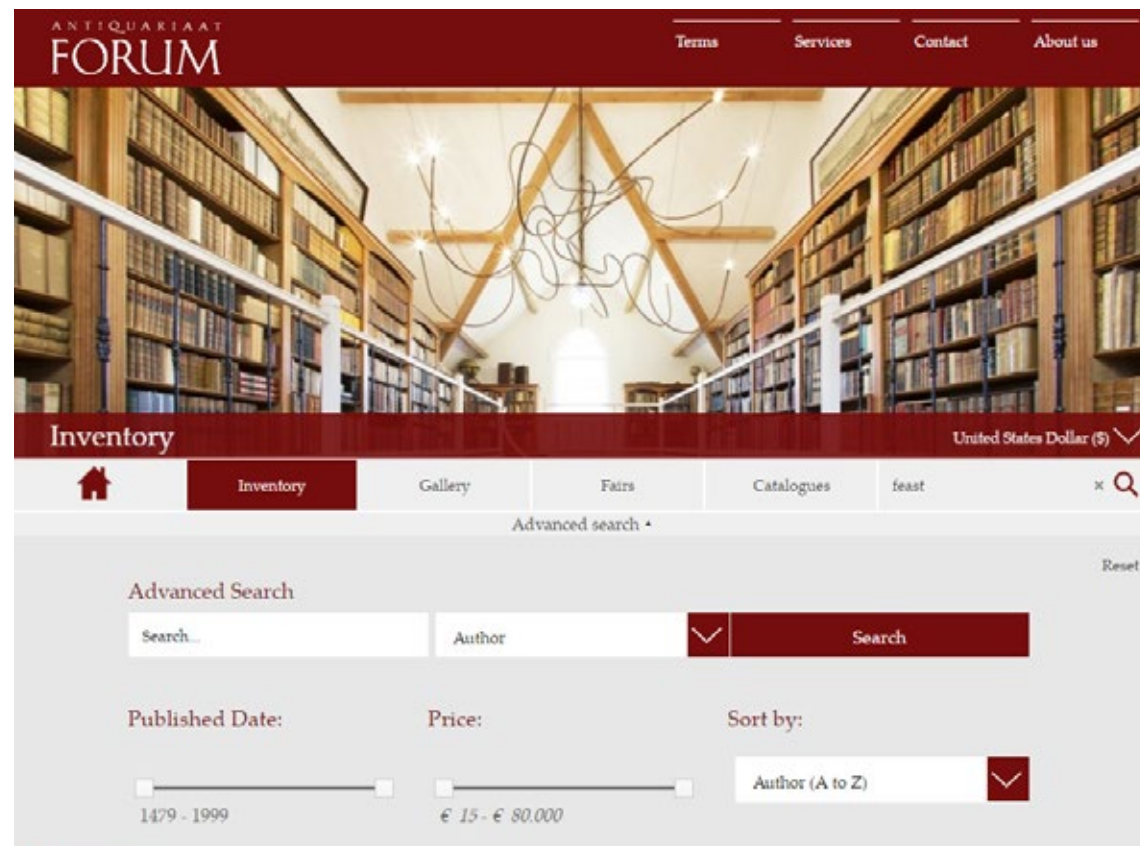 ANTIQUARIAAT
FORUM
Terms Services Contact About us
Inventory United States Dollar ($)
Inventory Gallery Fairs Catalogues feast ×
Advanced search
Reset
Advanced Search
Search... Author Search
Published Date: Price: Sort by:
Author (A to Z)
1479 - 1999 € 15 - € 80.000